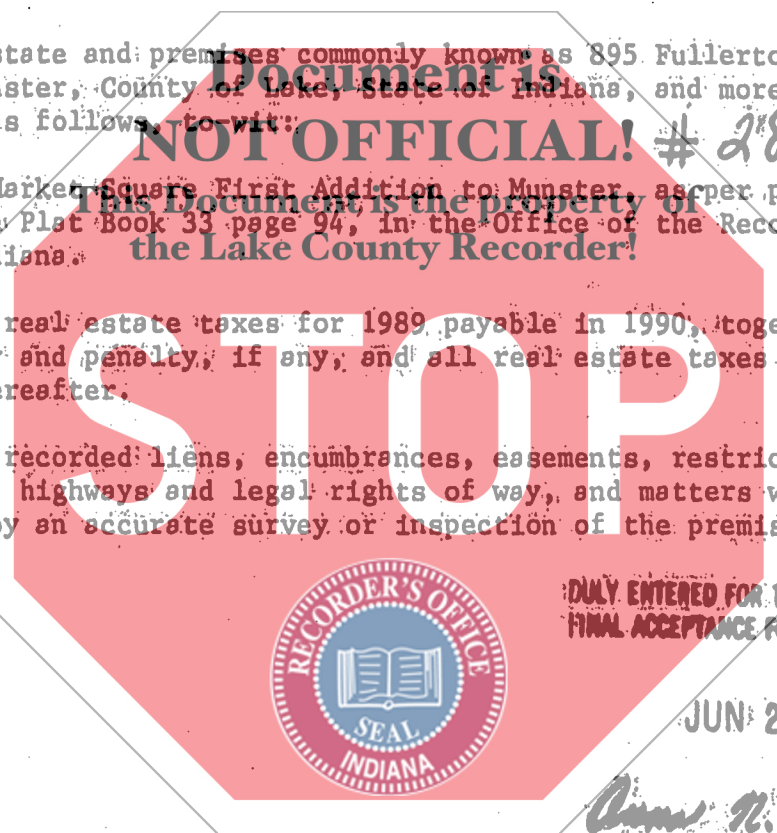 state and premises commonly known as 895 Fullerto
Document is
ster, County of Lake, State of Indiana, and more
s follows, to-wit:
NOT OFFICIAL!
# 28
Market Square First Addition to Munster, as per p
This Document is the property of
Plat Book 33 page 94, in the Office of the Reco
the Lake County Recorder!
iana.
real estate taxes for 1989 payable in 1990, toge
and penalty, if any, and all real estate taxes
ereafter.
STOP
recorded liens, encumbrances, easements, restric
highways and legal rights of way, and matters w
by an accurate survey or inspection of the premis
DULY ENTERED FOR T
FINAL ACCEPTANCE F
RECORDER'S OFFICE
SEAL
INDIANA
JUN 2